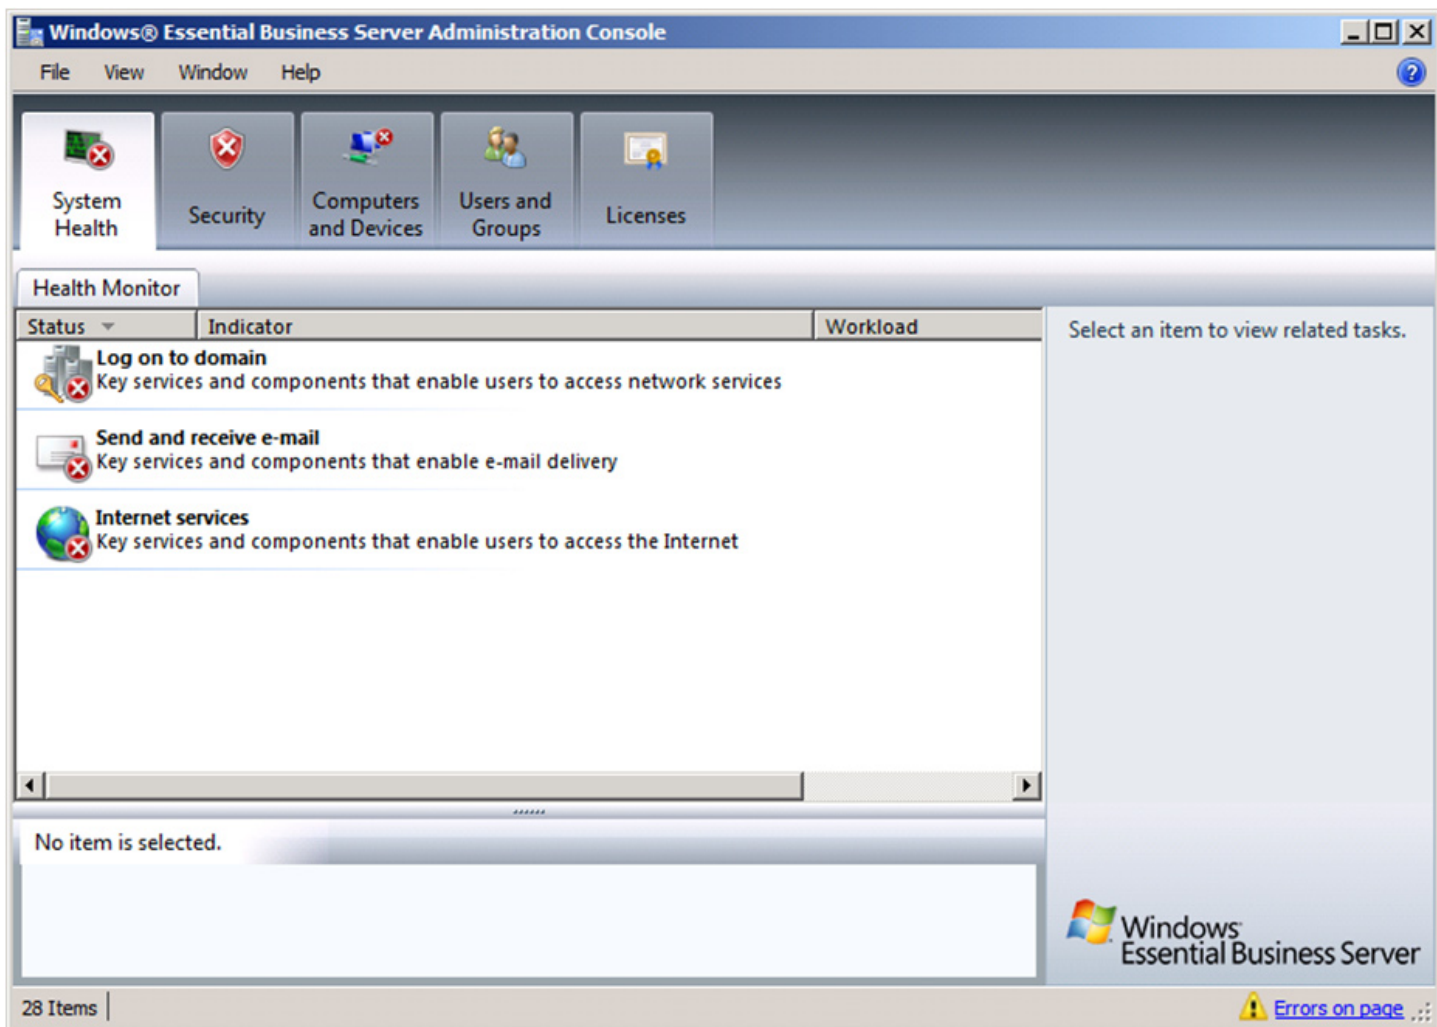 Windows® Essential Business Server Administration Console
File View Window Help
System
Health
Security
Computers
and Devices
Users and
Groups
Licenses
Health Monitor
Status Indicator Workload
Select an item to view related tasks.
Log on to domain
Key services and components that enable users to access network services
Send and receive e-mail
Key services and components that enable e-mail delivery
Internet services
Key services and components that enable users to access the Internet
No item is selected.
Windows
Essential Business Server
28 Items
Errors on page